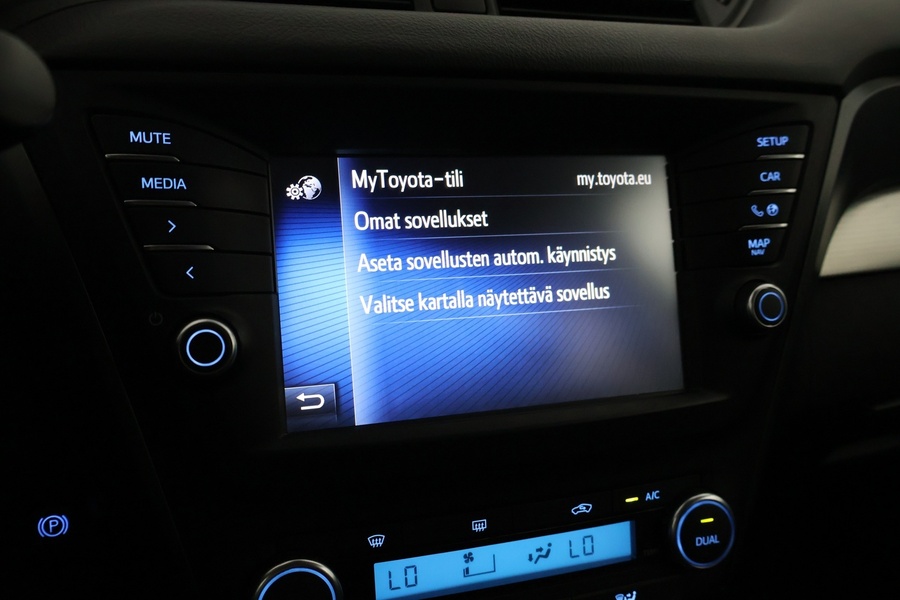 MUTE
MEDIA
>
<
MyToyota-tili my.toyota.eu
Omat sovellukset
Aseta sovellusten autom. käynnistys
Valitse kartalla näytettävä sovellus
SETUP
CAR
MAP
NAV
P
A/C
LO LO
DUAL